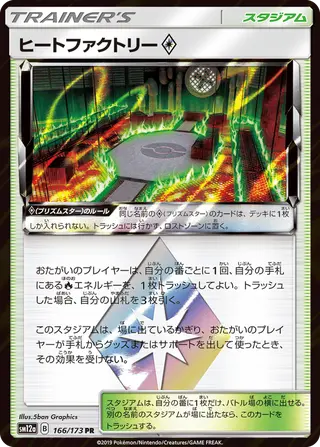 TRAINER'S
スタジアム
ヒートファクトリー◇
◇(プリズムスター)のルール
同じ名前の◇(プリズムスター)のカードは、デッキに1枚
しか入れられない。トラッシュには行かず、ロストゾーンに置く。
おたがいのプレイヤーは、自分の番ごとに1回、自分の手札
にある🔥エネルギーを、1枚トラッシュしてよい。トラッシュ
した場合、自分の山札を3枚引く。
このスタジアムは、場に出ているかぎり、おたがいのプレイヤー
が手札からグッズまたはサポートを出して使ったとき、
その効果を受けない。
Illus.5ban Graphics
sm12a B 166/173 PR
スタジアムは、自分の番に1枚だけ、バトル場の横に出せる。
別の名前のスタジアムが場に出たなら、このカードを
トラッシュする。
©2019 Pokémon/Nintendo/Creatures/GAME FREAK.